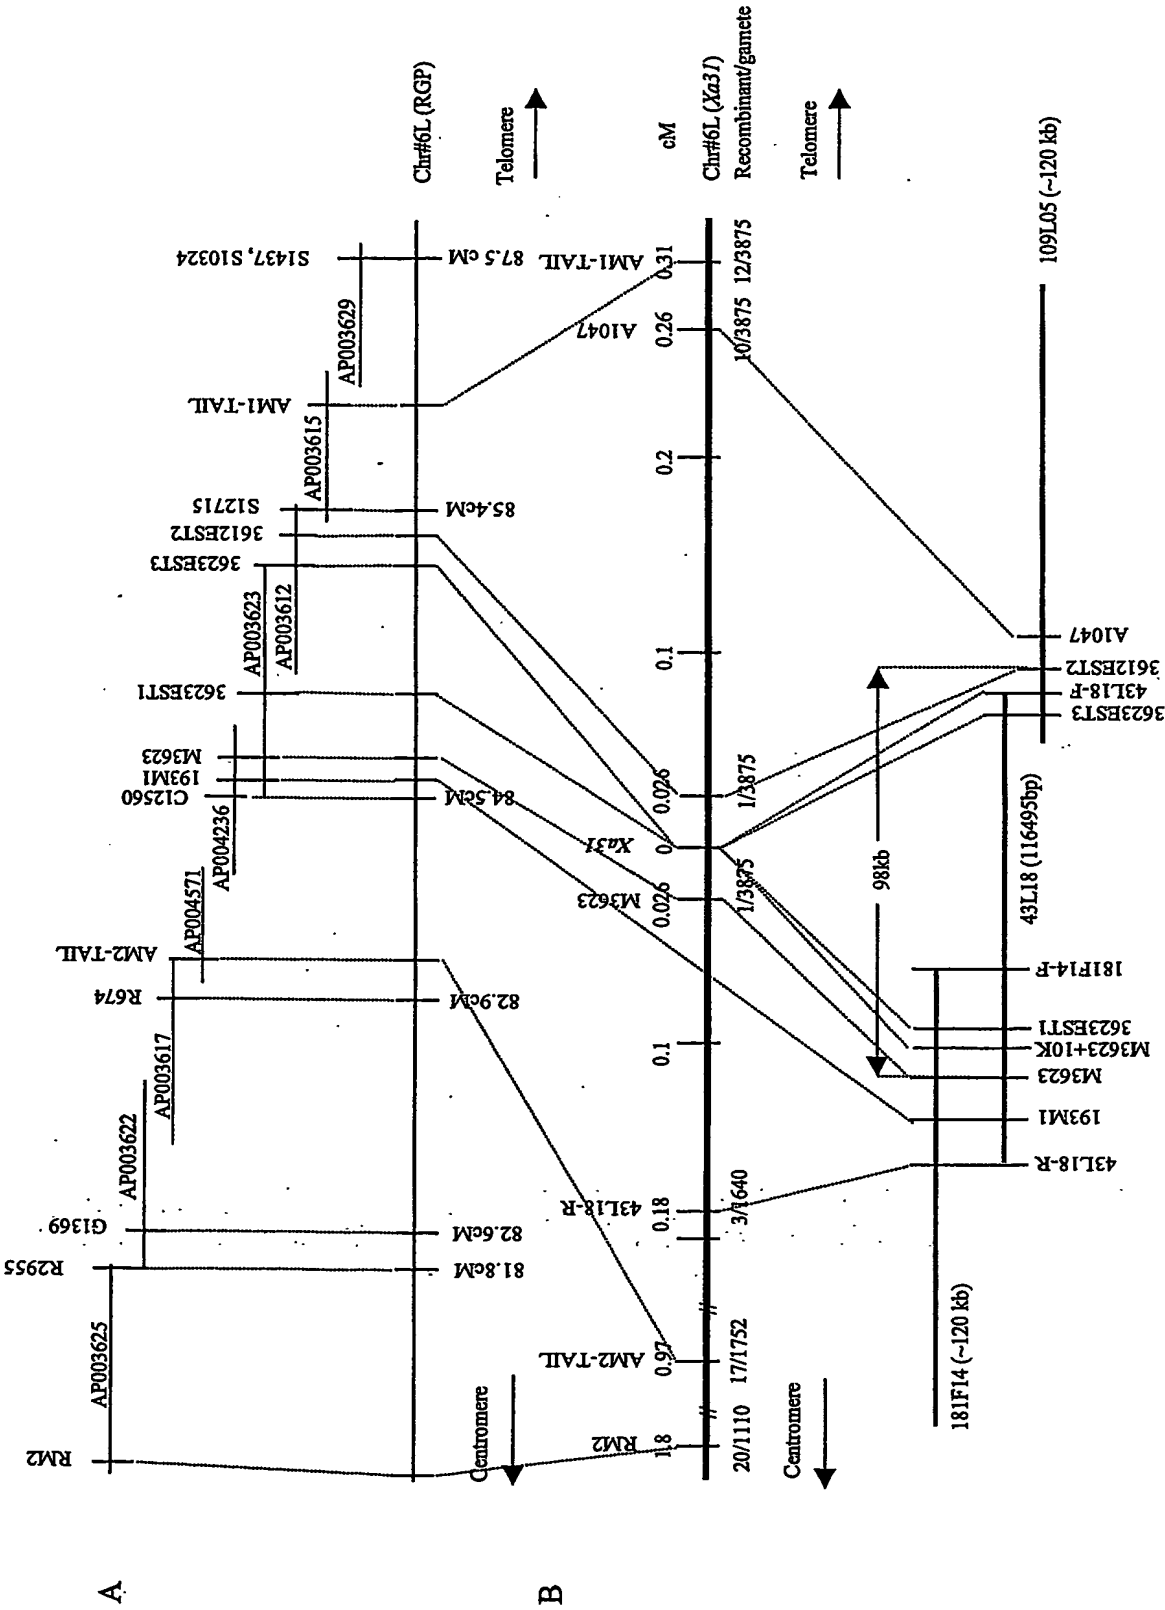 A
RM2
AP003625
R2955
G1369
AP003622
AP003617
R674
AM2-TAIL
AP004571
AP004236
C12560
193M1
M3623
3623EST1
AP003623
AP003612
3623EST3
3612EST2
S12715
AP003615
AM1-TAIL
AP003629
S1437, S10324
Chr#6L (RGP)
81.8cM
82.6cM
82.9cM
84.5cM
85.4cM
87.5 cM
Centromere
Telomere
B
RM2
AM2-TAIL
43L18-R
M3623
Xa31
A1047
AM1-TAIL
1.8
0.97
0.18
0.1
0.026
0
0.026
0.1
0.2
0.26
0.31
cM
Chr#6L (Xa31)
20/1110
17/1752
3/1640
1/3875
1/3875
10/3875
12/3875
Recombinant/gamete
Centromere
Telomere
98kb
181F14 (~120 kb)
43L18 (116495bp)
109L05 (~120 kb)
43L18-R
193M1
M3623
M3623+10K
3623EST1
181F14-F
3623EST3
43L18-F
3612EST2
A1047